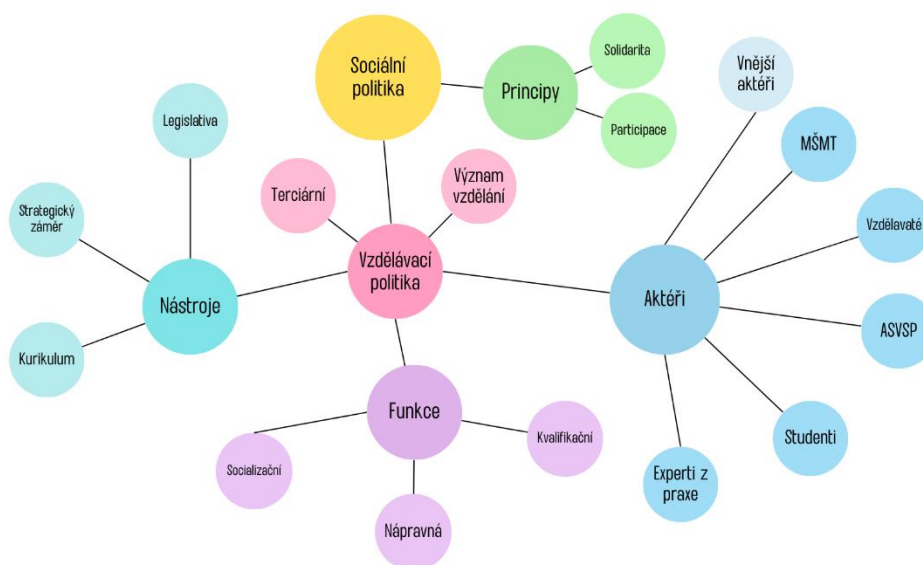 Sociální
politika
Principy
Solidarita
Participace
Vnější
aktéři
MŠMT
Vzdělavaté
ASVSP
Studenti
Experti z
praxe
Aktéři
Legislativa
Strategický
záměr
Kurikulum
Nástroje
Terciární
Význam
vzdělání
Vzdělávací
politika
Funkce
Socializační
Nápravná
Kvalifikační